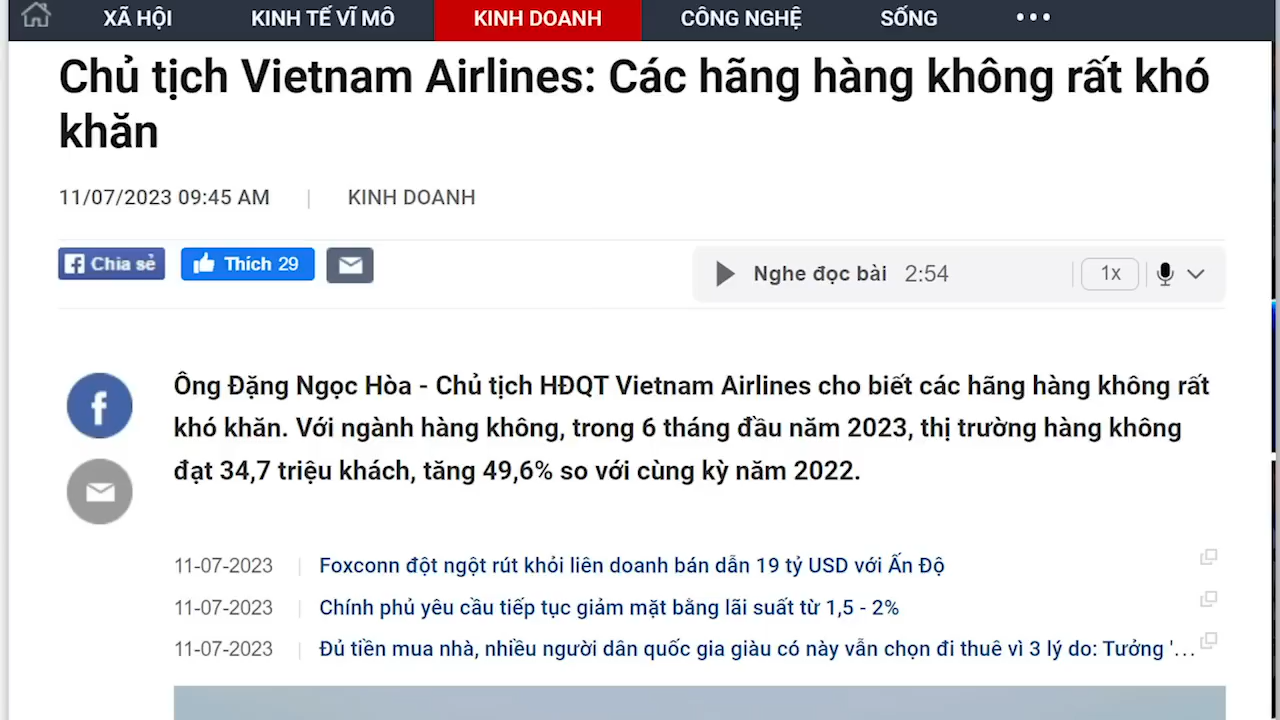 XÃ HỘI KINH TẾ VĨ MÔ KINH DOANH CÔNG NGHỆ SỐNG •••
Chủ tịch Vietnam Airlines: Các hãng hàng không rất khó
khăn
11/07/2023 09:45 AM | KINH DOANH
Chia sẻ Thích 29 Nghe đọc bài 2:54 1x
Ông Đặng Ngọc Hòa - Chủ tịch HĐQT Vietnam Airlines cho biết các hãng hàng không rất
khó khăn. Với ngành hàng không, trong 6 tháng đầu năm 2023, thị trường hàng không
đạt 34,7 triệu khách, tăng 49,6% so với cùng kỳ năm 2022.
11-07-2023 | Foxconn đột ngột rút khỏi liên doanh bán dẫn 19 tỷ USD với Ấn Độ
11-07-2023 | Chính phủ yêu cầu tiếp tục giảm mặt bằng lãi suất từ 1,5 - 2%
11-07-2023 | Đủ tiền mua nhà, nhiều người dân quốc gia giàu có này vẫn chọn đi thuê vì 3 lý do: Tưởng '...